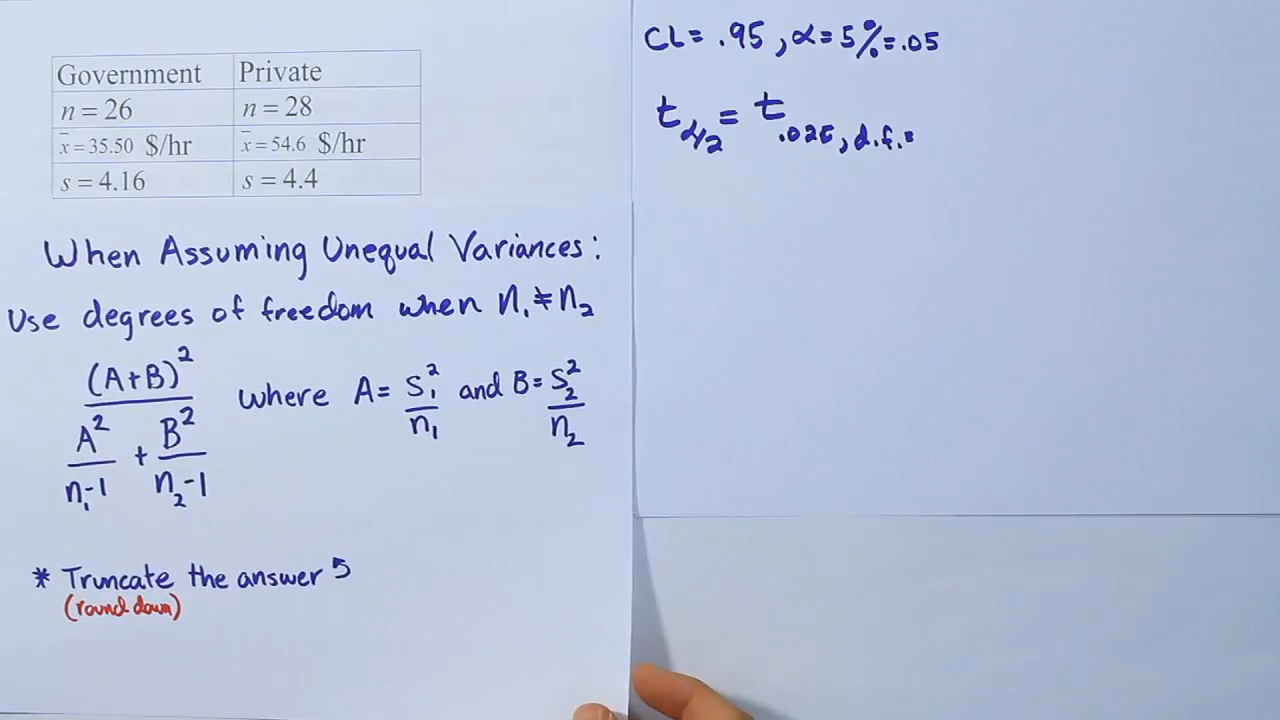 Government Private
n = 26 n = 28
x̄ = 35.50 $/hr x̄ = 54.6 $/hr
s = 4.16 s = 4.4
When Assuming Unequal Variances:
Use degrees of freedom when n₁ ≠ n₂
(A+B)² / (A²/(n₁-1) + B²/(n₂-1)) where A = S₁²/n₁ and B = S₂²/n₂
* Truncate the answer ↰
(round down)
CL = .95, α = 5% = .05
t α/2 = t .025, d.f. =